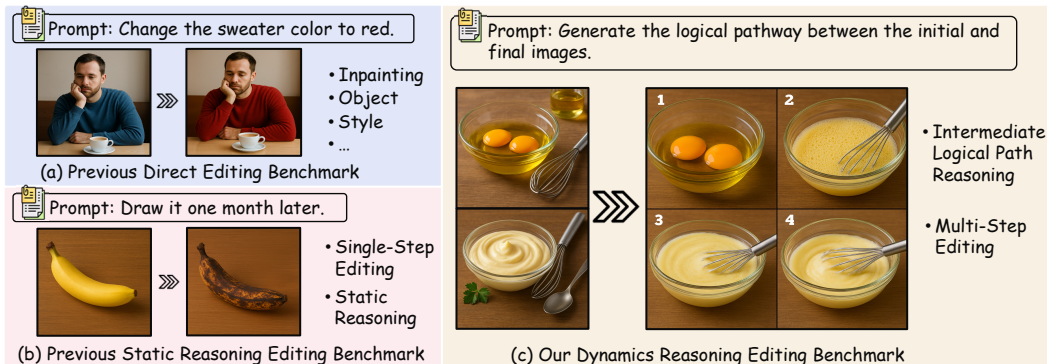 Prompt: Change the sweater color to red.
• Inpainting
• Object
• Style
• ...
(a) Previous Direct Editing Benchmark
Prompt: Draw it one month later.
• Single-Step
Editing
• Static
Reasoning
(b) Previous Static Reasoning Editing Benchmark
Prompt: Generate the logical pathway between the initial and
final images.
1
2
3
4
• Intermediate
Logical Path
Reasoning
• Multi-Step
Editing
(c) Our Dynamics Reasoning Editing Benchmark